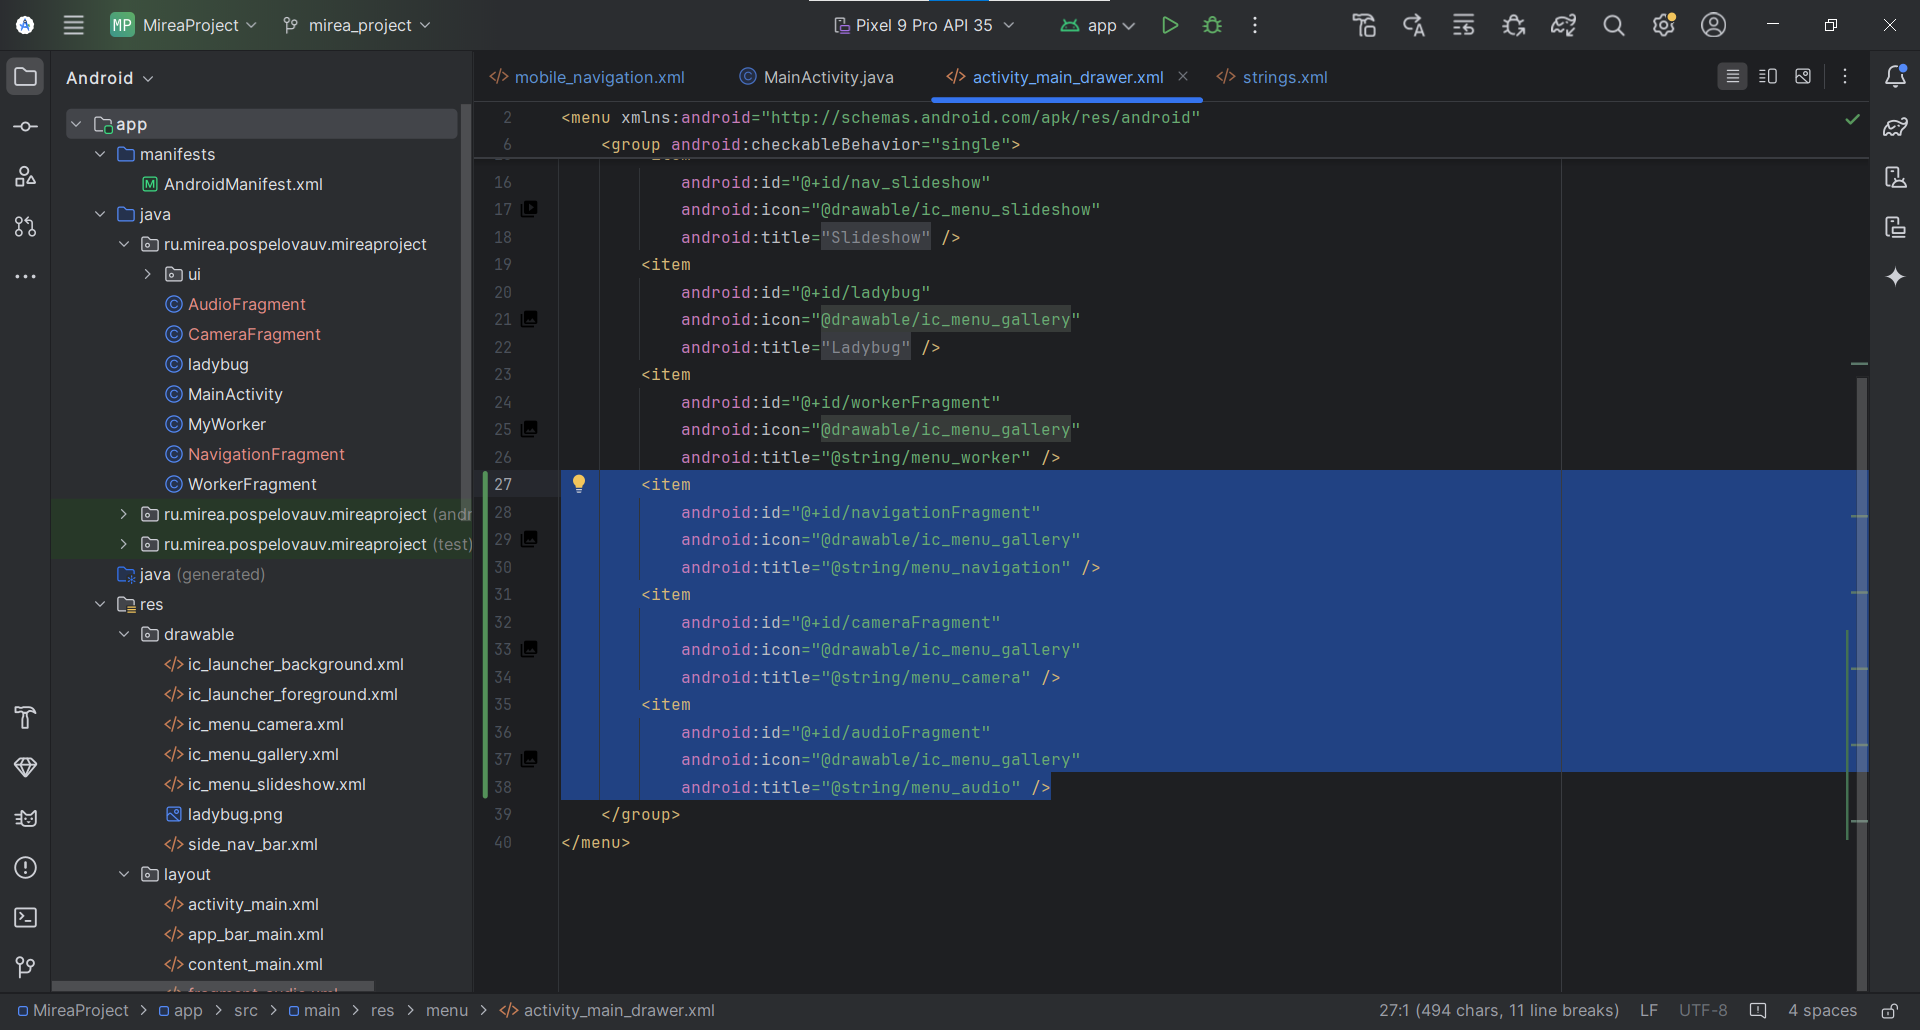 MP MireaProject mirea_project Pixel 9 Pro API 35 app
Android
mobile_navigation.xml MainActivity.java activity_main_drawer.xml strings.xml
app
manifests
AndroidManifest.xml
java
ru.mirea.pospelovauv.mireaproject
ui
AudioFragment
CameraFragment
ladybug
MainActivity
MyWorker
NavigationFragment
WorkerFragment
ru.mirea.pospelovauv.mireaproject (andr
ru.mirea.pospelovauv.mireaproject (test)
java (generated)
res
drawable
ic_launcher_background.xml
ic_launcher_foreground.xml
ic_menu_camera.xml
ic_menu_gallery.xml
ic_menu_slideshow.xml
ladybug.png
side_nav_bar.xml
layout
activity_main.xml
app_bar_main.xml
content_main.xml
2 <menu xmlns:android="http://schemas.android.com/apk/res/android"
6 <group android:checkableBehavior="single">
16 android:id="@+id/nav_slideshow"
17 android:icon="@drawable/ic_menu_slideshow"
18 android:title="Slideshow" />
19 <item
20 android:id="@+id/ladybug"
21 android:icon="@drawable/ic_menu_gallery"
22 android:title="Ladybug" />
23 <item
24 android:id="@+id/workerFragment"
25 android:icon="@drawable/ic_menu_gallery"
26 android:title="@string/menu_worker" />
27 <item
28 android:id="@+id/navigationFragment"
29 android:icon="@drawable/ic_menu_gallery"
30 android:title="@string/menu_navigation" />
31 <item
32 android:id="@+id/cameraFragment"
33 android:icon="@drawable/ic_menu_gallery"
34 android:title="@string/menu_camera" />
35 <item
36 android:id="@+id/audioFragment"
37 android:icon="@drawable/ic_menu_gallery"
38 android:title="@string/menu_audio" />
39 </group>
40 </menu>
MireaProject > app > src > main > res > menu > activity_main_drawer.xml 27:1 (494 chars, 11 line breaks) LF UTF-8 4 spaces